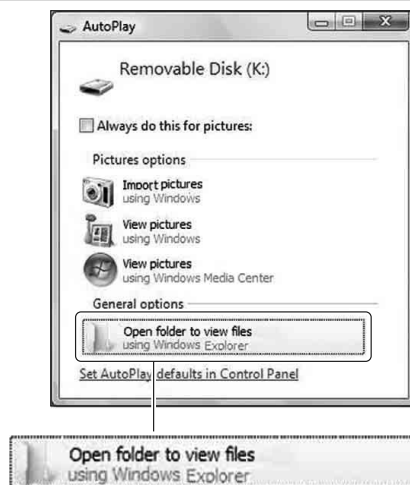 AutoPlay
Removable Disk (K:)
Always do this for pictures:
Pictures options
Import pictures
using Windows
View pictures
using Windows
View pictures
using Windows Media Center
General options
Open folder to view files
using Windows Explorer
Set AutoPlay defaults in Control Panel
Open folder to view files
using Windows Explorer